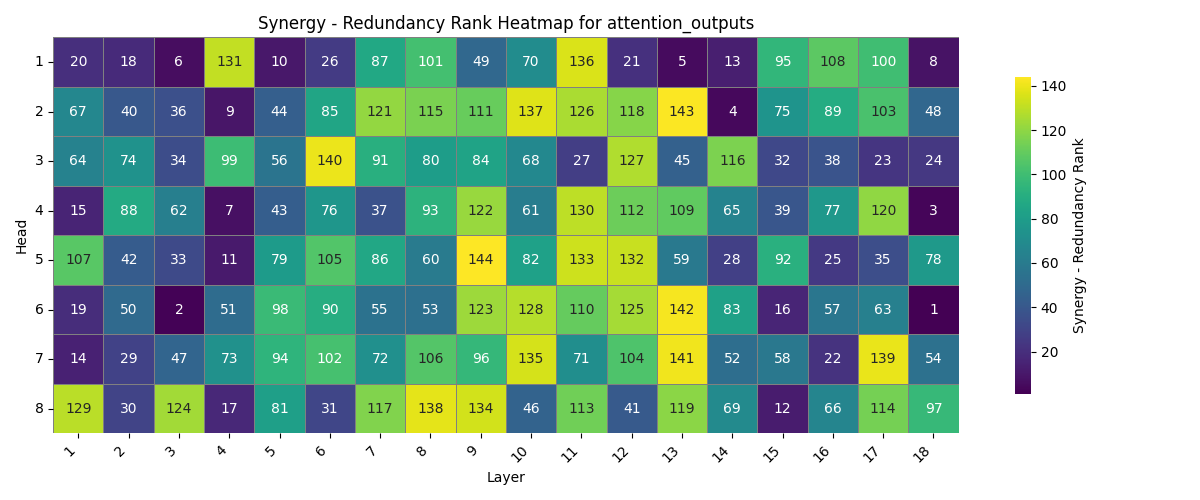 Synergy - Redundancy Rank Heatmap for attention_outputs
1 20 18 6 131 10 26 87 101 49 70 136 21 5 13 95 108 100 8
2 67 40 36 9 44 85 121 115 111 137 126 118 143 4 75 89 103 48
3 64 74 34 99 56 140 91 80 84 68 27 127 45 116 32 38 23 24
4 15 88 62 7 43 76 37 93 122 61 130 112 109 65 39 77 120 3
5 107 42 33 11 79 105 86 60 144 82 133 132 59 28 92 25 35 78
6 19 50 2 51 98 90 55 53 123 128 110 125 142 83 16 57 63 1
7 14 29 47 73 94 102 72 106 96 135 71 104 141 52 58 22 139 54
8 129 30 124 17 81 31 117 138 134 46 113 41 119 69 12 66 114 97
Head
1 2 3 4 5 6 7 8 9 10 11 12 13 14 15 16 17 18
Layer
140
120
100
80
60
40
20
Synergy - Redundancy Rank